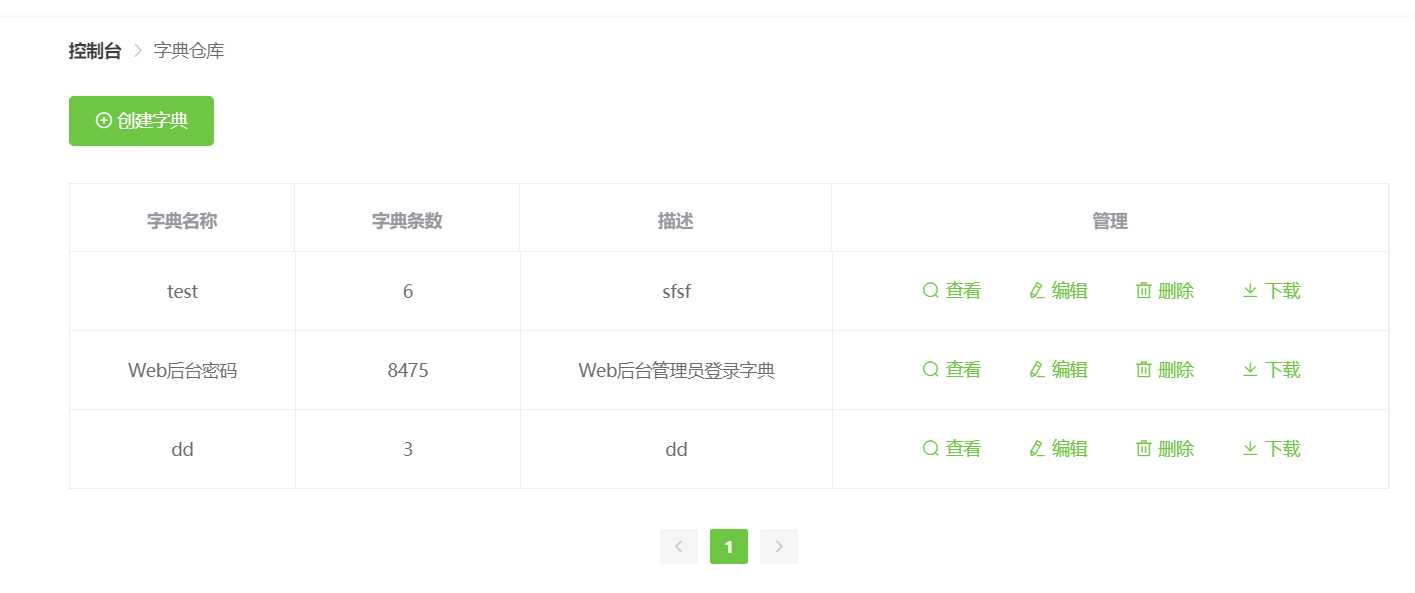 控制台 字典仓库
创建字典
字典名称 字典条数 描述 管理
test 6 sfsf 查看 编辑 删除 下载
Web后台密码 8475 Web后台管理员登录字典 查看 编辑 删除 下载
dd 3 dd 查看 编辑 删除 下载
1